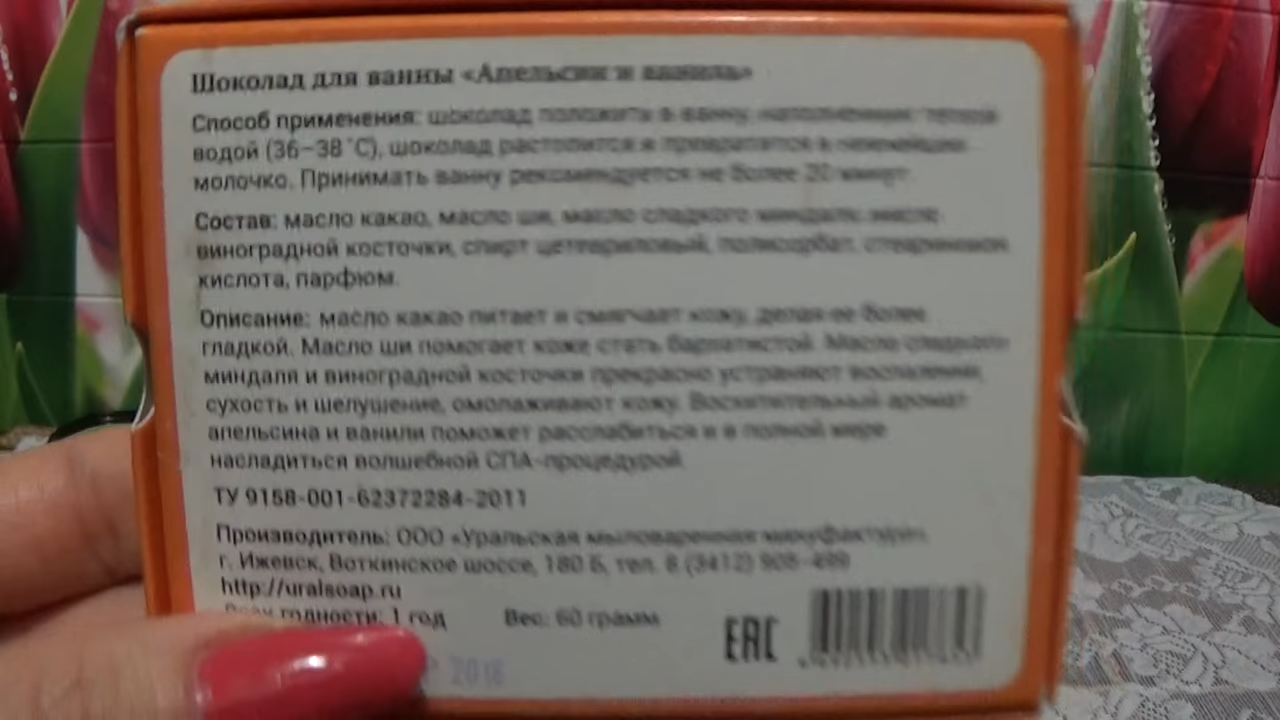 Шоколад для ванны «Апельсин и ваниль»
Способ применения: шоколад положить в ванну, наполненную теплой
водой (36–38˚С), шоколад растопится и превратится в нежнейшее
молочко. Принимать ванну рекомендуется не более 20 минут.
Состав: масло какао, масло ши, масло сладкого миндаля, масло
виноградной косточки, спирт цетеариловый, полисорбат, стеариновая
кислота, парфюм.
Описание: масло какао питает и смягчает кожу, делая ее более
гладкой. Масло ши помогает коже стать бархатистой. Масло сладкого
миндаля и виноградной косточки прекрасно устраняют воспаления,
сухость и шелушение, омолаживают кожу. Восхитительный аромат
апельсина и ванили поможет расслабиться и в полной мере
насладиться волшебной СПА-процедурой.
ТУ 9158-001-62372284-2011
Производитель: ООО «Уральская мыловаренная мануфактура»,
г. Ижевск, Воткинское шоссе, 180 Б, тел. 8 (3412) 908-499
http://uralsoap.ru
годности: 1 год Вес: 60 грамм
EAC
2018